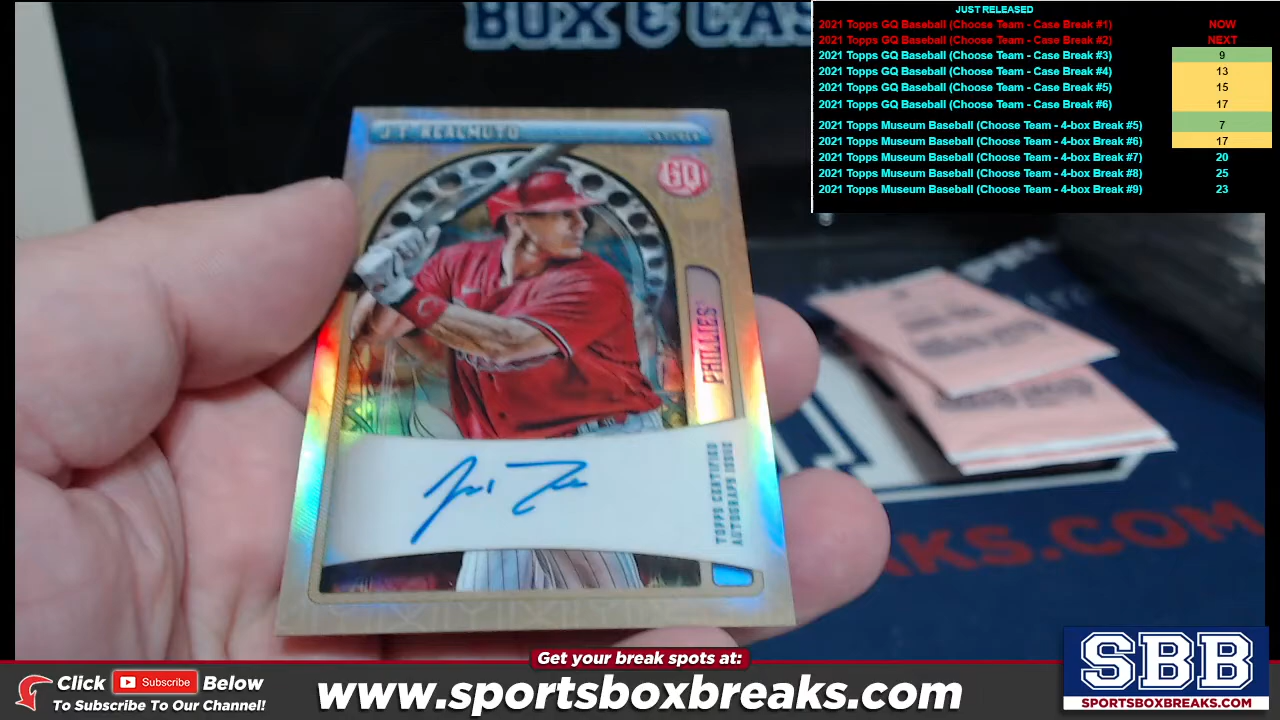 BOX & CAS
JUST RELEASED
2021 Topps GQ Baseball (Choose Team - Case Break #1) NOW
2021 Topps GQ Baseball (Choose Team - Case Break #2) NEXT
2021 Topps GQ Baseball (Choose Team - Case Break #3) 9
2021 Topps GQ Baseball (Choose Team - Case Break #4) 13
2021 Topps GQ Baseball (Choose Team - Case Break #5) 15
2021 Topps GQ Baseball (Choose Team - Case Break #6) 17
2021 Topps Museum Baseball (Choose Team - 4-box Break #5) 7
2021 Topps Museum Baseball (Choose Team - 4-box Break #6) 17
2021 Topps Museum Baseball (Choose Team - 4-box Break #7) 20
2021 Topps Museum Baseball (Choose Team - 4-box Break #8) 25
2021 Topps Museum Baseball (Choose Team - 4-box Break #9) 23
J.T. REALMUTO
CATCHER
GQ
PHILLIES
TOPPS CERTIFIED
AUTOGRAPH ISSUE
KS.COM
Get your break spots at:
Click Subscribe Below
To Subscribe To Our Channel!
www.sportsboxbreaks.com
SBB
SPORTSBOXBREAKS.COM